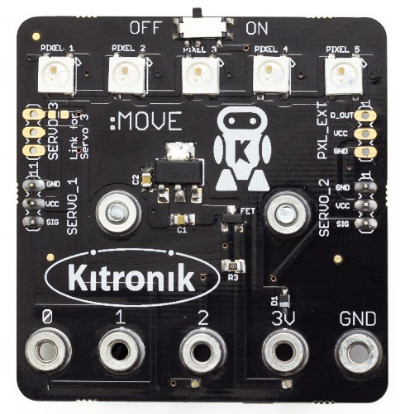 OFF ON
PIXEL 1 PIXEL 2 PIXEL 3 PIXEL 4 PIXEL 5
:MOVE
SERVO_3
Link for
Servo 3
PXL_EXT
D_OUT
VCC
GND
1
K
C2
SERVO_1
GND
VCC
SIG
FET
C1
SERVO_2
GND
VCC
SIG
R3
D1
Kitronik
0 1 2 3V GND